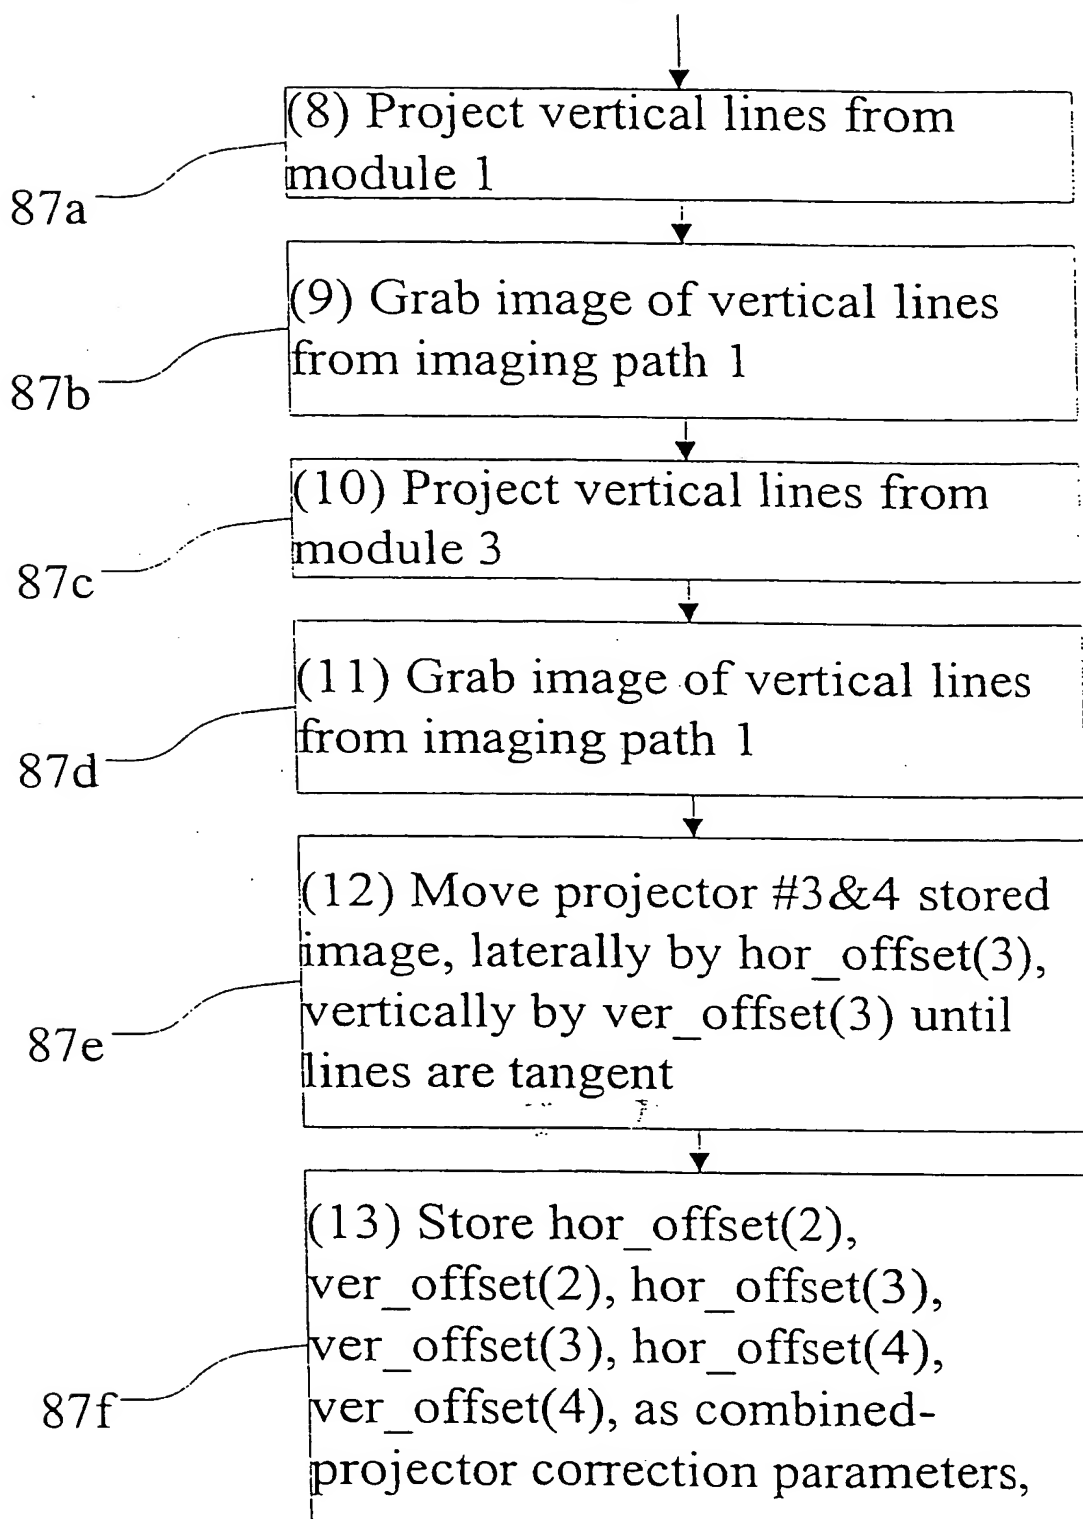 (8) Project vertical lines from
module 1
87a
(9) Grab image of vertical lines
from imaging path 1
87b
(10) Project vertical lines from
module 3
87c
(11) Grab image of vertical lines
from imaging path 1
87d
(12) Move projector #3&4 stored
image, laterally by hor_offset(3),
vertically by ver_offset(3) until
lines are tangent
87e
(13) Store hor_offset(2),
ver_offset(2), hor_offset(3),
ver_offset(3), hor_offset(4),
ver_offset(4), as combined-
projector correction parameters,
87f